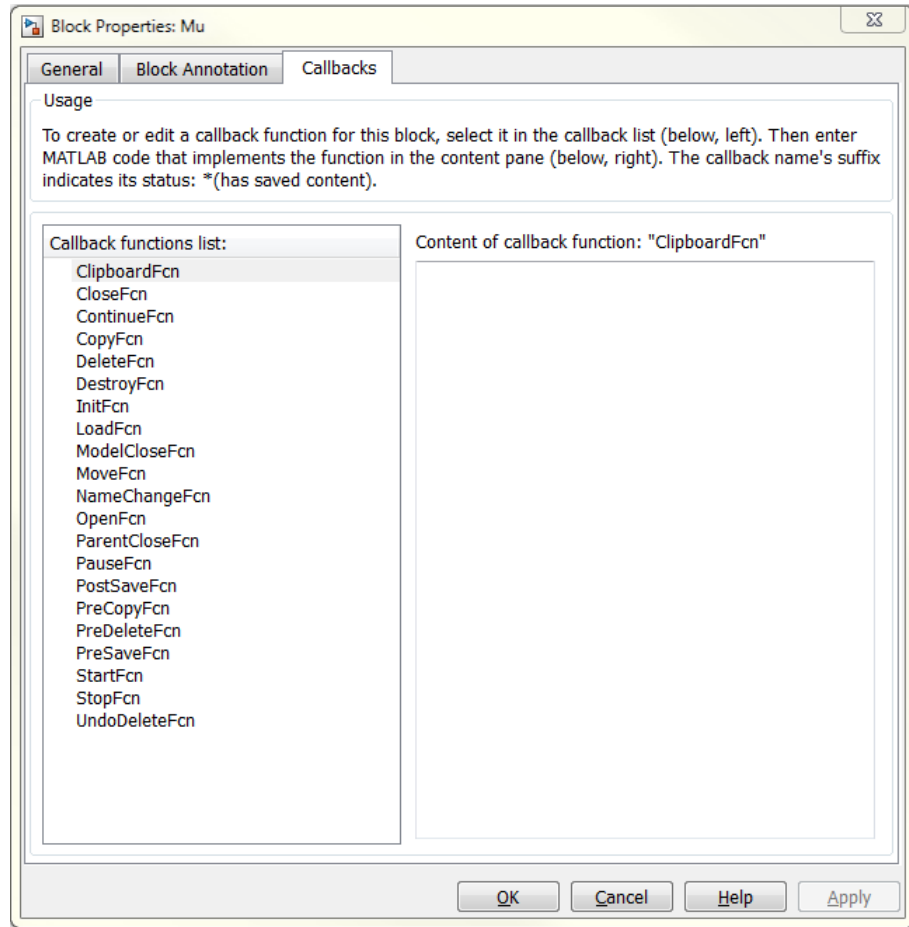 Block Properties: Mu
General Block Annotation Callbacks
Usage
To create or edit a callback function for this block, select it in the callback list (below, left). Then enter
MATLAB code that implements the function in the content pane (below, right). The callback name's suffix
indicates its status: *(has saved content).
Callback functions list:
ClipboardFcn
CloseFcn
ContinueFcn
CopyFcn
DeleteFcn
DestroyFcn
InitFcn
LoadFcn
ModelCloseFcn
MoveFcn
NameChangeFcn
OpenFcn
ParentCloseFcn
PauseFcn
PostSaveFcn
PreCopyFcn
PreDeleteFcn
PreSaveFcn
StartFcn
StopFcn
UndoDeleteFcn
Content of callback function: "ClipboardFcn"
OK Cancel Help Apply